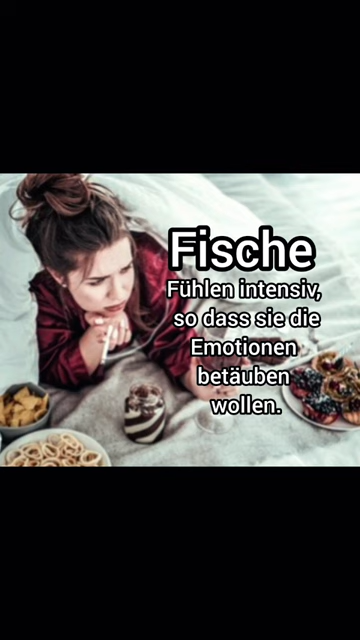 Fische
Fühlen intensiv,
so dass sie die
Emotionen
betäuben
wollen.